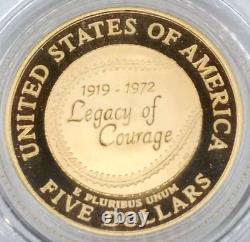 UNITED STATES OF AMERICA
1919 - 1972
Legacy of
Courage
E PLURIBUS UNUM
FIVE DOLLARS